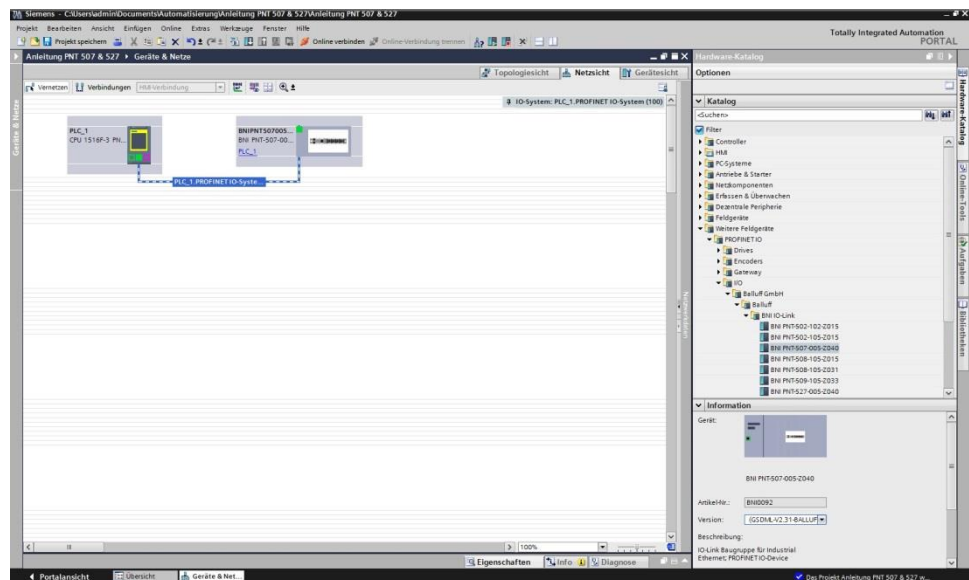 Siemens - C:\Users\admin\Documents\Automatisierung\Anleitung PNT 507 & 527\Anleitung PNT 507 & 527
Projekt Bearbeiten Ansicht Einfügen Online Extras Werkzeuge Fenster Hilfe
Totally Integrated Automation
PORTAL
Projekt speichern Online verbinden Online-Verbindung trennen
Anleitung PNT 507 & 527 Geräte & Netze
Hardware-Katalog
Topologiesicht Netzsicht Gerätesicht
Optionen
Vernetzen Verbindungen HMI-Verbindung
IO-System: PLC_1.PROFINET IO-System (100)
Katalog
<Suchen>
Filter
Controller
HMI
PC-Systeme
Antriebe & Starter
Netzkomponenten
Erfassen & Überwachen
Dezentrale Peripherie
Feldgeräte
Weitere Feldgeräte
PROFINET IO
Drives
Encoders
Gateway
I/O
Balluff GmbH
Balluff
BNI IO-Link
BNI PNT-502-102-Z015
BNI PNT-502-105-Z015
BNI PNT-507-005-Z040
BNI PNT-508-105-Z015
BNI PNT-508-105-Z031
BNI PNT-509-105-Z033
BNI PNT-527-005-Z040
PLC_1
CPU 1516F-3 PN...
BNIPNT507005...
BNI PNT-507-00...
PLC_1
PLC_1.PROFINET IO-Syste...
Information
Gerät:
BNI PNT-507-005-Z040
Artikel-Nr.: BNI0092
Version: (GSDML-V2.31-BALLUF
Beschreibung:
IO-Link Baugruppe für Industrial
Ethernet; PROFINET IO-Device
100%
Eigenschaften Info Diagnose
Portalansicht Übersicht Geräte & Net...
Das Projekt Anleitung PNT 507 & 527 w...
Geräte & Netze
Hardware-Katalog
Online-Tools
Aufgaben
Bibliotheken